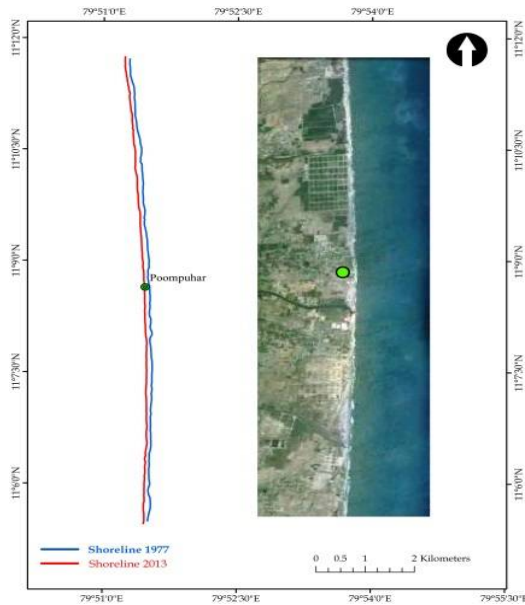 79°51'0"E 79°52'30"E 79°54'0"E
11°12'0"N 11°12'0"N
11°10'30"N 11°10'30"N
11°9'0"N 11°9'0"N
Poompuhar
11°7'30"N 11°7'30"N
11°6'0"N 11°6'0"N
Shoreline 1977
Shoreline 2013
0 0.5 1 2 Kilometers
79°51'0"E 79°52'30"E 79°54'0"E 79°55'30"E